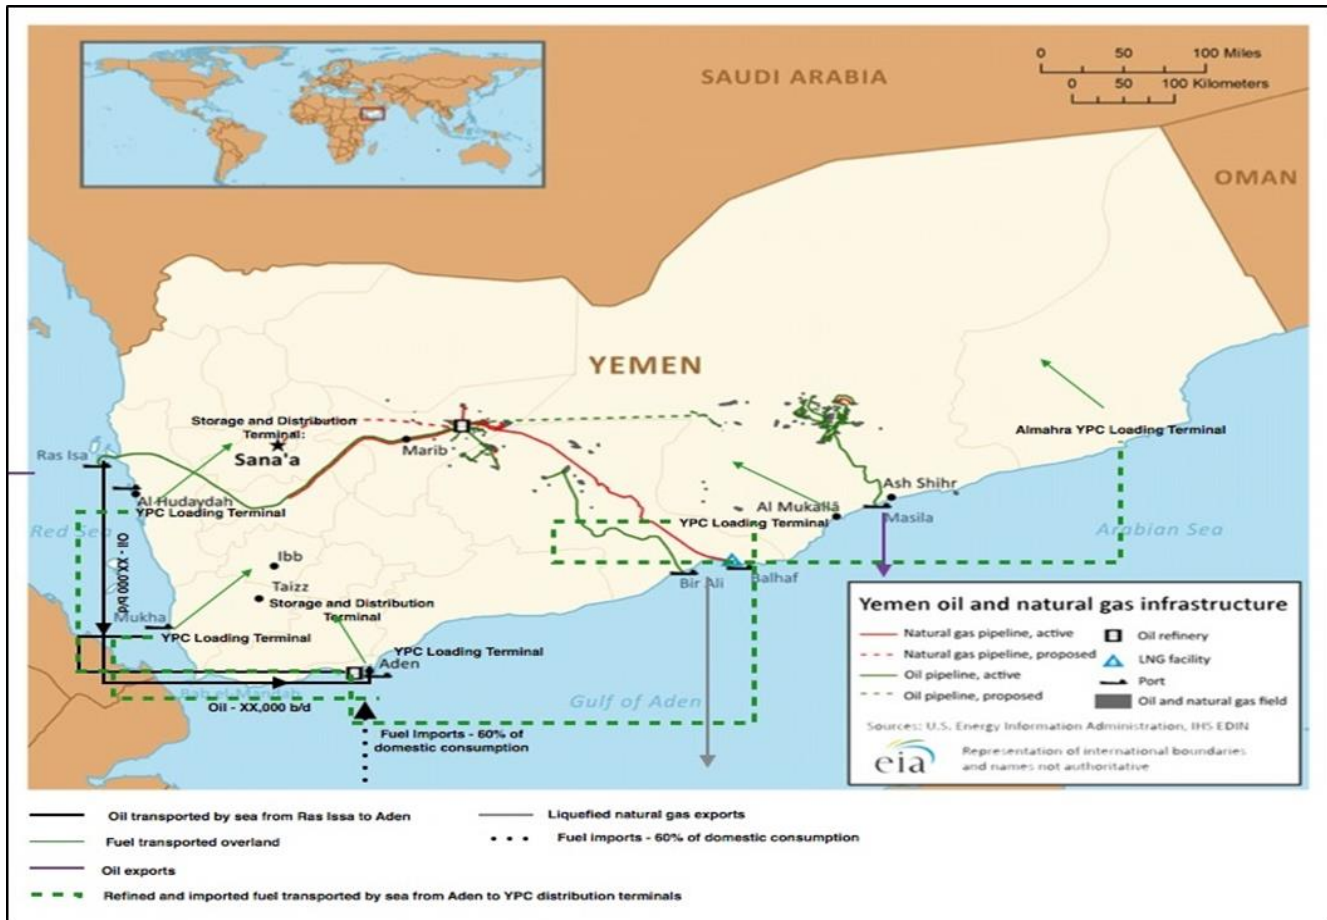 0 50 100 Miles
0 50 100 Kilometers
SAUDI ARABIA
OMAN
YEMEN
Storage and Distribution
Terminal:
Sana'a
Marib
Ras Isa
Al Hudaydah
YPC Loading Terminal
Red Sea
Oil - XX,000 b/d
Ibb
Taizz
Storage and Distribution
Terminal
Mukha
YPC Loading Terminal
YPC Loading Terminal
Aden
Bab el-Mandab
Oil - XX,000 b/d
Fuel Imports - 60% of
domestic consumption
Gulf of Aden
Almahra YPC Loading Terminal
Ash Shihr
Al Mukallā
YPC Loading Terminal
Masila
Arabian Sea
Bir Ali
Balhaf
Yemen oil and natural gas infrastructure
Natural gas pipeline, active
Natural gas pipeline, proposed
Oil pipeline, active
Oil pipeline, proposed
Oil refinery
LNG facility
Port
Oil and natural gas field
Sources: U.S. Energy Information Administration, IHS EDIN
eia
Representation of international boundaries
and names not authoritative
Oil transported by sea from Ras Issa to Aden
Fuel transported overland
Oil exports
Refined and imported fuel transported by sea from Aden to YPC distribution terminals
Liquefied natural gas exports
Fuel imports - 60% of domestic consumption